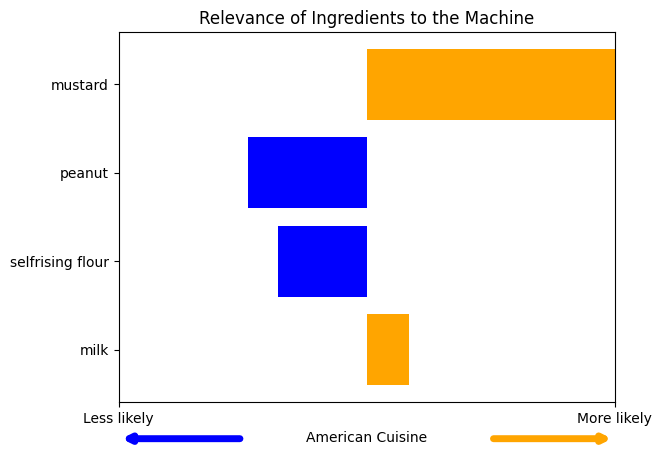 Relevance of Ingredients to the Machine
mustard
peanut
selfrising flour
milk
Less likely
More likely
American Cuisine